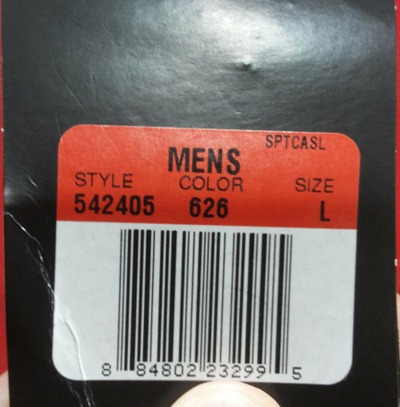 SPTCASL
MENS
STYLE COLOR SIZE
542405 626 L
8 84802 23299 5